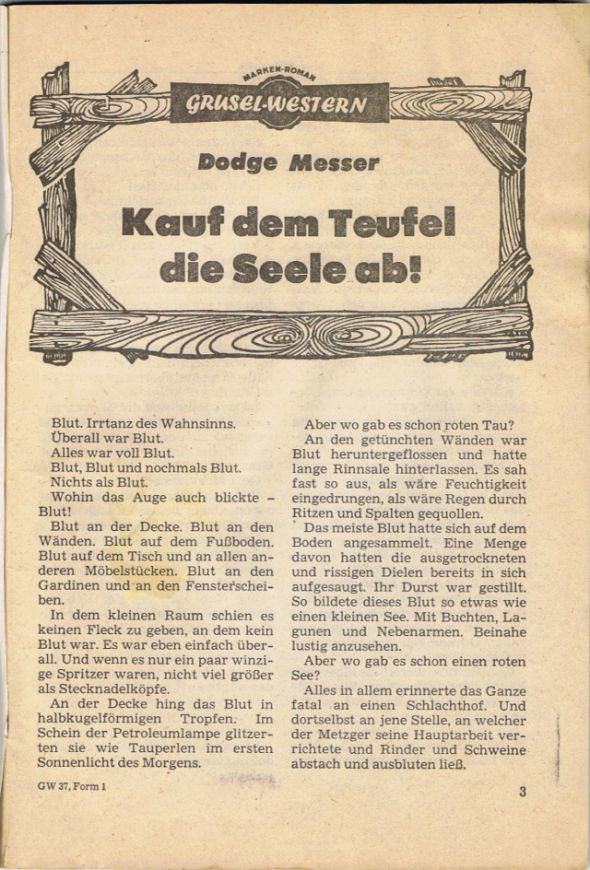 MARKEN-ROMAN
GRUSEL-WESTERN
Dodge Messer
Kauf dem Teufel
die Seele ab!
Blut. Irrtanz des Wahnsinns.
Überall war Blut.
Alles war voll Blut.
Blut, Blut und nochmals Blut.
Nichts als Blut.
Wohin das Auge auch blickte –
Blut!
Blut an der Decke. Blut an den
Wänden. Blut auf dem Fußboden.
Blut auf dem Tisch und an allen an-
deren Möbelstücken. Blut an den
Gardinen und an den Fensterschei-
ben.
In dem kleinen Raum schien es
keinen Fleck zu geben, an dem kein
Blut war. Es war eben einfach über-
all. Und wenn es nur ein paar winzi-
ge Spritzer waren, nicht viel größer
als Stecknadelköpfe.
An der Decke hing das Blut in
halbkugelförmigen Tropfen. Im
Schein der Petroleumlampe glitzer-
ten sie wie Tauperlen im ersten
Sonnenlicht des Morgens.
Aber wo gab es schon roten Tau?
An den getünchten Wänden war
Blut heruntergeflossen und hatte
lange Rinnsale hinterlassen. Es sah
fast so aus, als wäre Feuchtigkeit
eingedrungen, als wäre Regen durch
Ritzen und Spalten gequollen.
Das meiste Blut hatte sich auf dem
Boden angesammelt. Eine Menge
davon hatten die ausgetrockneten
und rissigen Dielen bereits in sich
aufgesaugt. Ihr Durst war gestillt.
So bildete dieses Blut so etwas wie
einen kleinen See. Mit Buchten, La-
gunen und Nebenarmen. Beinahe
lustig anzusehen.
Aber wo gab es schon einen roten
See?
Alles in allem erinnerte das Ganze
fatal an einen Schlachthof. Und
dortselbst an jene Stelle, an welcher
der Metzger seine Hauptarbeit ver-
richtete und Rinder und Schweine
abstach und ausbluten ließ.
GW 37, Form 1
3